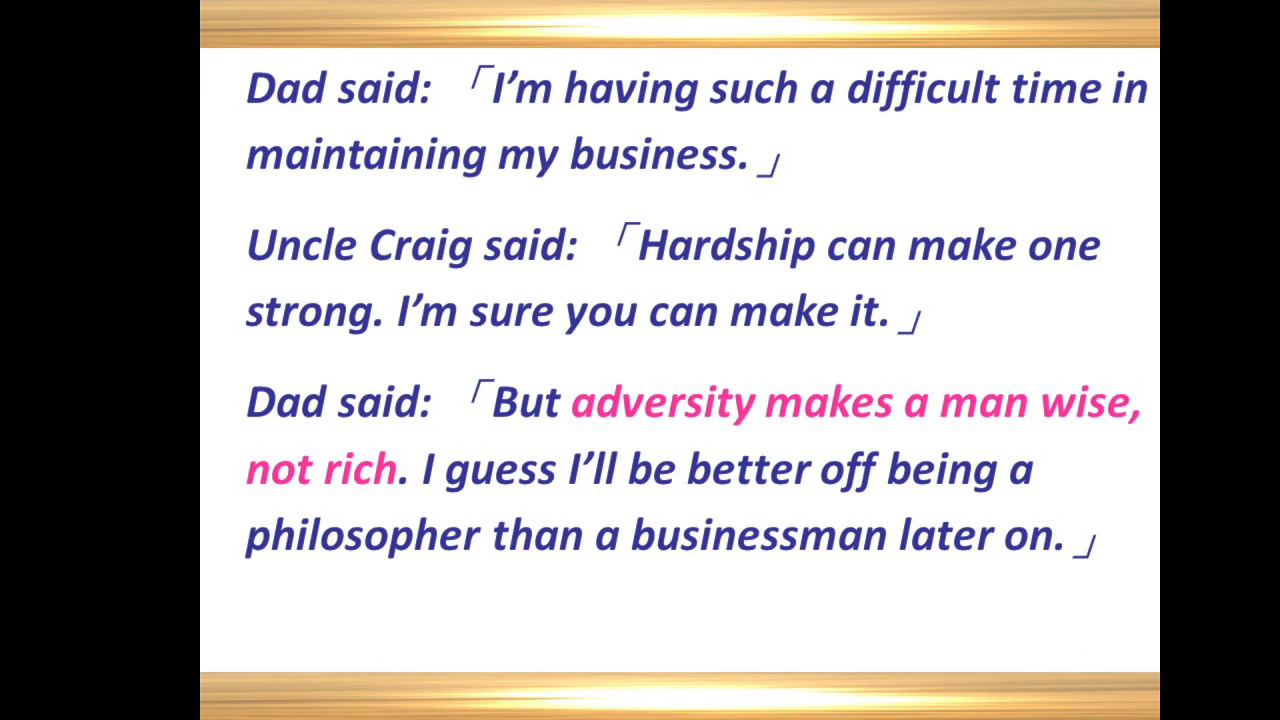 Dad said: 「I’m having such a difficult time in
maintaining my business.」
Uncle Craig said: 「Hardship can make one
strong. I’m sure you can make it.」
Dad said: 「But adversity makes a man wise,
not rich. I guess I’ll be better off being a
philosopher than a businessman later on.」